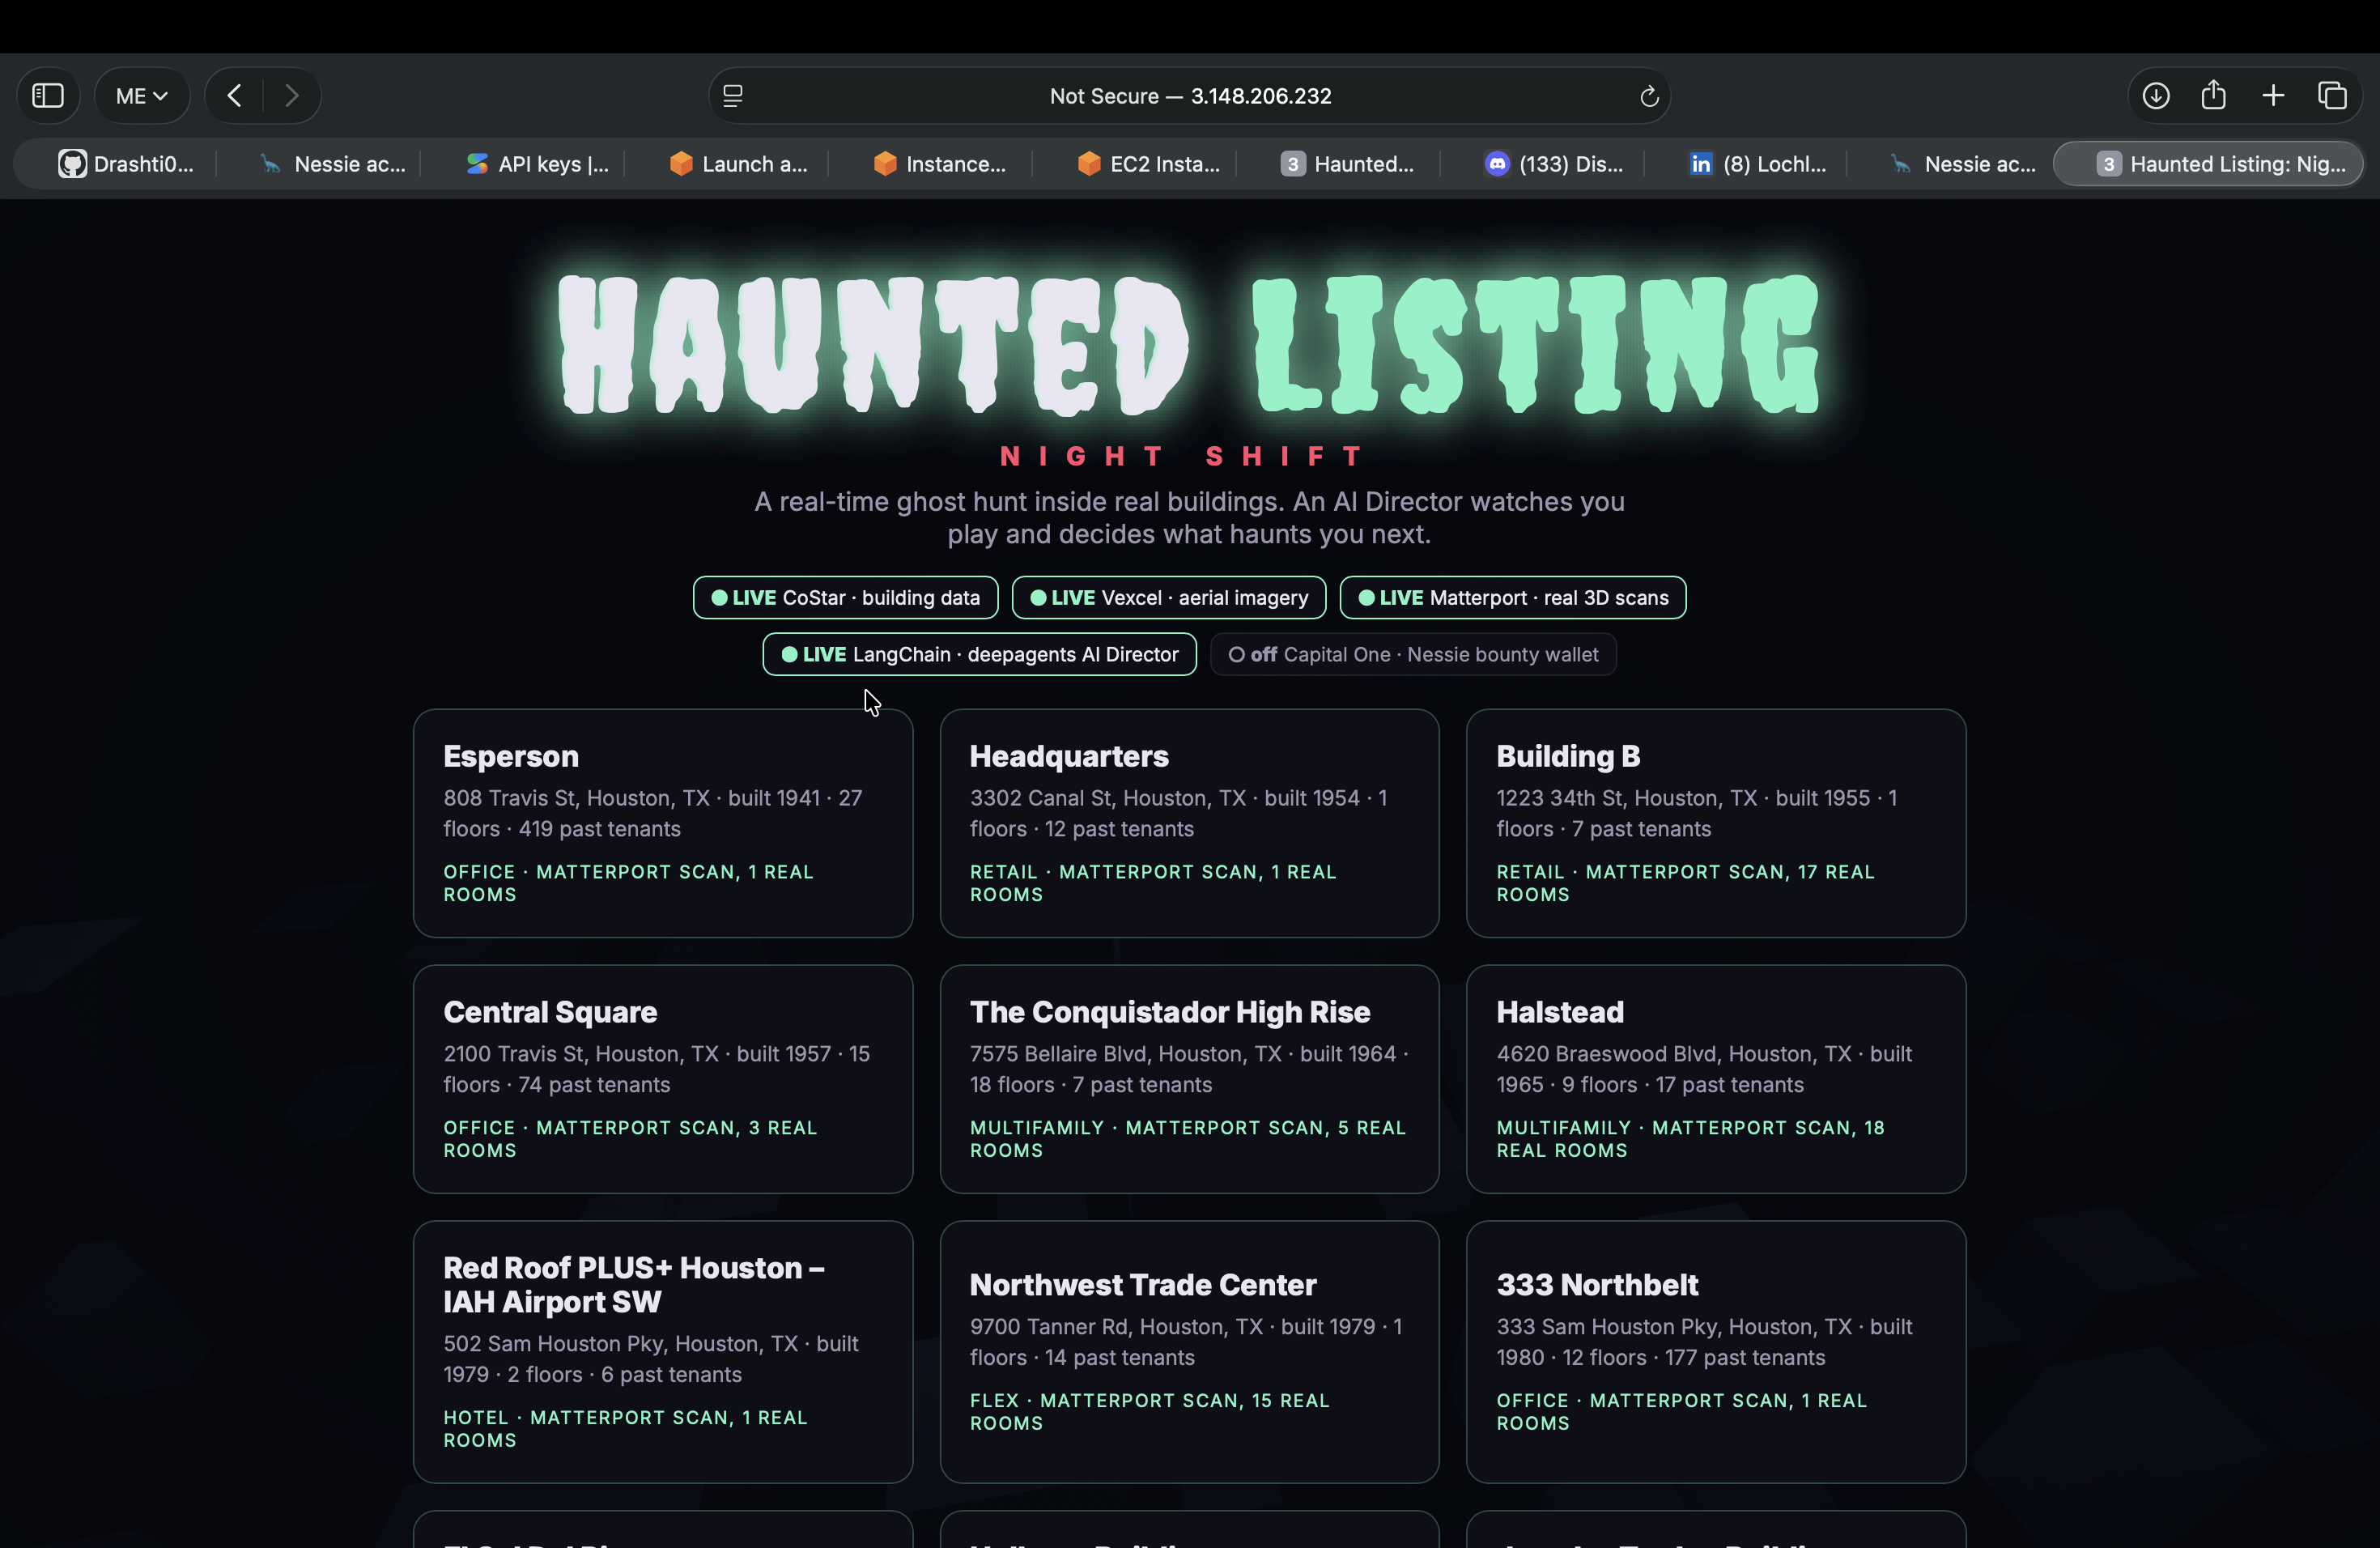 ME
Not Secure — 3.148.206.232
Drashti0...
Nessie ac...
API keys |...
Launch a...
Instance...
EC2 Insta...
3 Haunted...
(133) Dis...
in (8) Lochl...
Nessie ac...
3 Haunted Listing: Nig...
HAUNTED LISTING
NIGHT SHIFT
A real-time ghost hunt inside real buildings. An AI Director watches you
play and decides what haunts you next.
LIVE CoStar · building data
LIVE Vexcel · aerial imagery
LIVE Matterport · real 3D scans
LIVE LangChain · deepagents AI Director
off Capital One · Nessie bounty wallet
Esperson
808 Travis St, Houston, TX · built 1941 · 27
floors · 419 past tenants
OFFICE · MATTERPORT SCAN, 1 REAL
ROOMS
Headquarters
3302 Canal St, Houston, TX · built 1954 · 1
floors · 12 past tenants
RETAIL · MATTERPORT SCAN, 1 REAL
ROOMS
Building B
1223 34th St, Houston, TX · built 1955 · 1
floors · 7 past tenants
RETAIL · MATTERPORT SCAN, 17 REAL
ROOMS
Central Square
2100 Travis St, Houston, TX · built 1957 · 15
floors · 74 past tenants
OFFICE · MATTERPORT SCAN, 3 REAL
ROOMS
The Conquistador High Rise
7575 Bellaire Blvd, Houston, TX · built 1964 ·
18 floors · 7 past tenants
MULTIFAMILY · MATTERPORT SCAN, 5 REAL
ROOMS
Halstead
4620 Braeswood Blvd, Houston, TX · built
1965 · 9 floors · 17 past tenants
MULTIFAMILY · MATTERPORT SCAN, 18
REAL ROOMS
Red Roof PLUS+ Houston –
IAH Airport SW
502 Sam Houston Pky, Houston, TX · built
1979 · 2 floors · 6 past tenants
HOTEL · MATTERPORT SCAN, 1 REAL
ROOMS
Northwest Trade Center
9700 Tanner Rd, Houston, TX · built 1979 · 1
floors · 14 past tenants
FLEX · MATTERPORT SCAN, 15 REAL
ROOMS
333 Northbelt
333 Sam Houston Pky, Houston, TX · built
1980 · 12 floors · 177 past tenants
OFFICE · MATTERPORT SCAN, 1 REAL
ROOMS